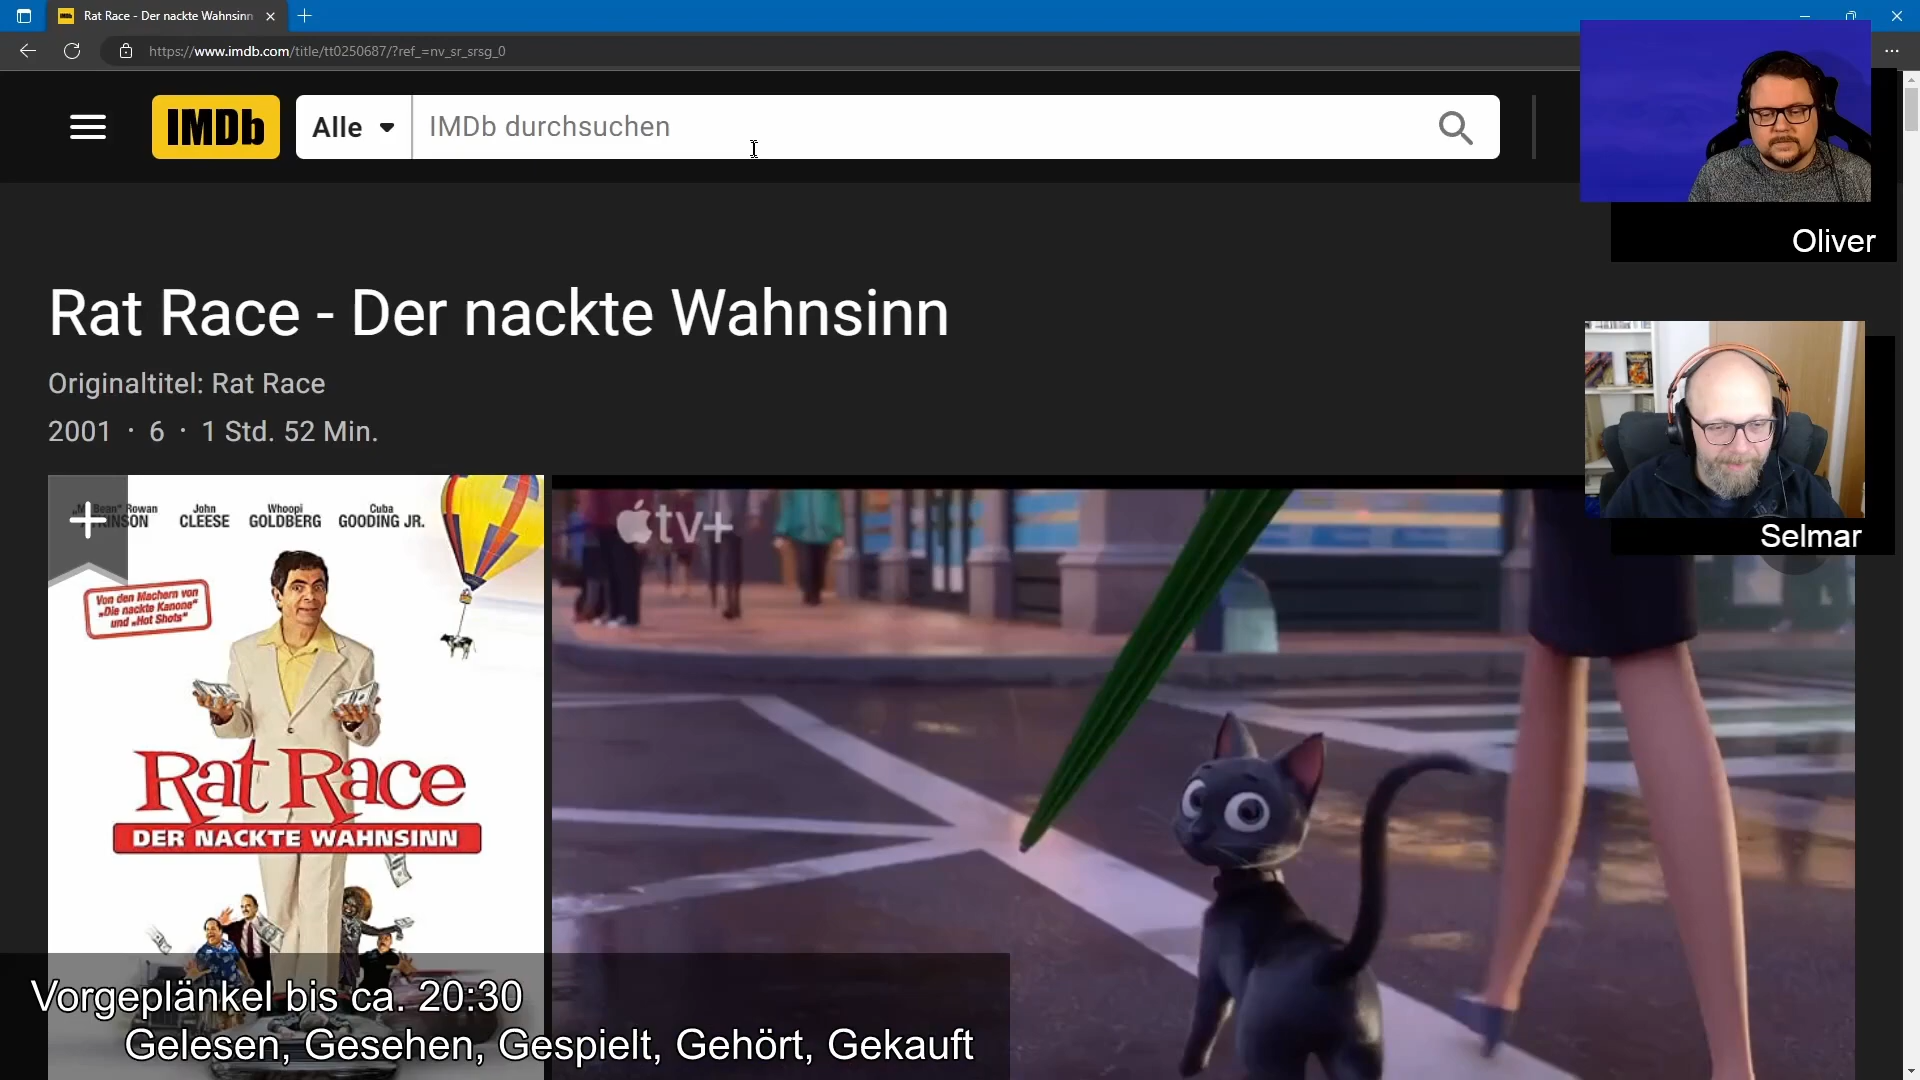 Rat Race - Der nackte Wahnsinn
https://www.imdb.com/title/tt0250687/?ref_=nv_sr_srsg_0
IMDb
Alle
IMDb durchsuchen
Oliver
Rat Race - Der nackte Wahnsinn
Originaltitel: Rat Race
2001 · 6 · 1 Std. 52 Min.
Selmar
Rowan
John CLEESE
Whoopi GOLDBERG
Cuba GOODING JR.
tv+
Von den Machern von
„Die nackte Kanone“
und „Hot Shots“
Rat Race
DER NACKTE WAHNSINN
Vorgeplänkel bis ca. 20:30
Gelesen, Gesehen, Gespielt, Gehört, Gekauft